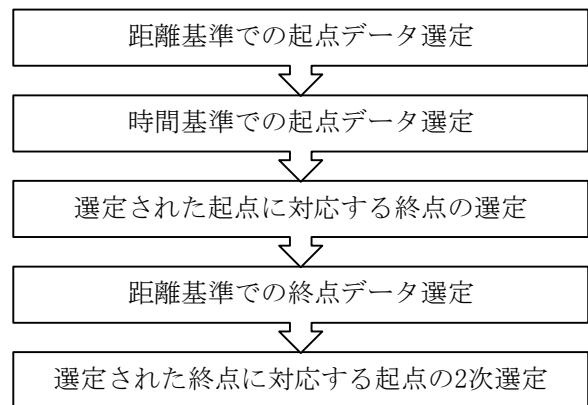 距離基準での起点データ選定
時間基準での起点データ選定
選定された起点に対応する終点の選定
距離基準での終点データ選定
選定された終点に対応する起点の2次選定